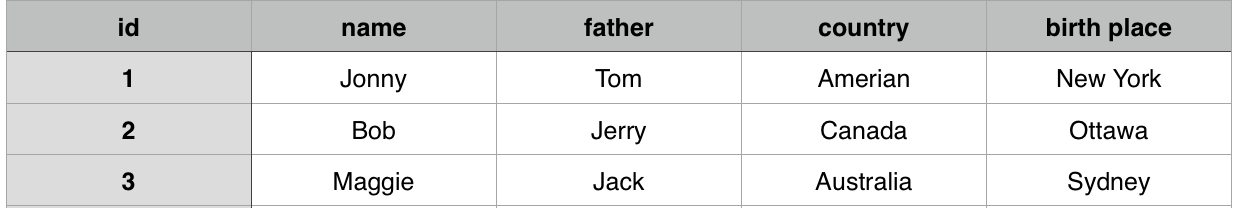 id name father country birth place
1 Jonny Tom Amerian New York
2 Bob Jerry Canada Ottawa
3 Maggie Jack Australia Sydney